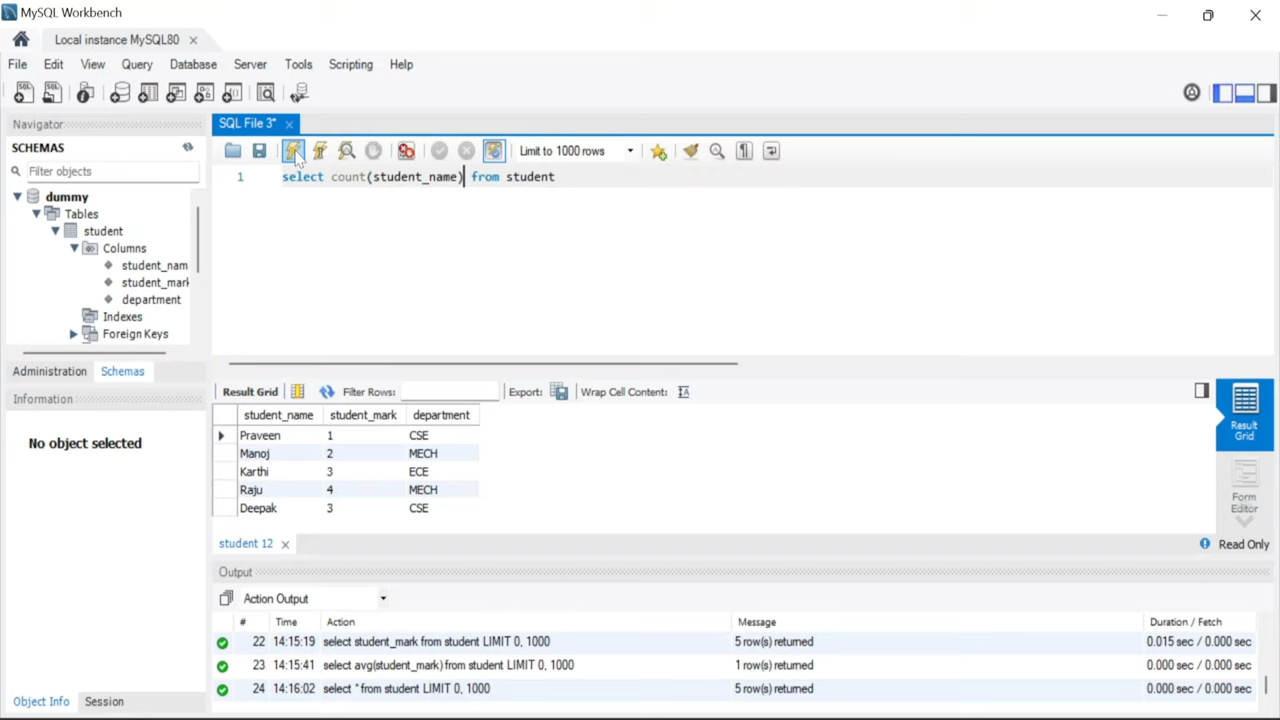 MySQL Workbench
Local instance MySQL80
File Edit View Query Database Server Tools Scripting Help
Navigator
SQL File 3*
SCHEMAS
Limit to 1000 rows
Filter objects
1 select count(student_name) from student
dummy
Tables
student
Columns
student_nam
student_mark
department
Indexes
Foreign Keys
Administration Schemas
Information
No object selected
Result Grid Filter Rows: Export: Wrap Cell Content:
student_name student_mark department
Praveen 1 CSE
Manoj 2 MECH
Karthi 3 ECE
Raju 4 MECH
Deepak 3 CSE
Result
Grid
Form
Editor
student 12
Read Only
Output
Action Output
# Time Action Message Duration / Fetch
22 14:15:19 select student_mark from student LIMIT 0, 1000 5 row(s) returned 0.015 sec / 0.000 sec
23 14:15:41 select avg(student_mark) from student LIMIT 0, 1000 1 row(s) returned 0.000 sec / 0.000 sec
24 14:16:02 select * from student LIMIT 0, 1000 5 row(s) returned 0.000 sec / 0.000 sec
Object Info Session